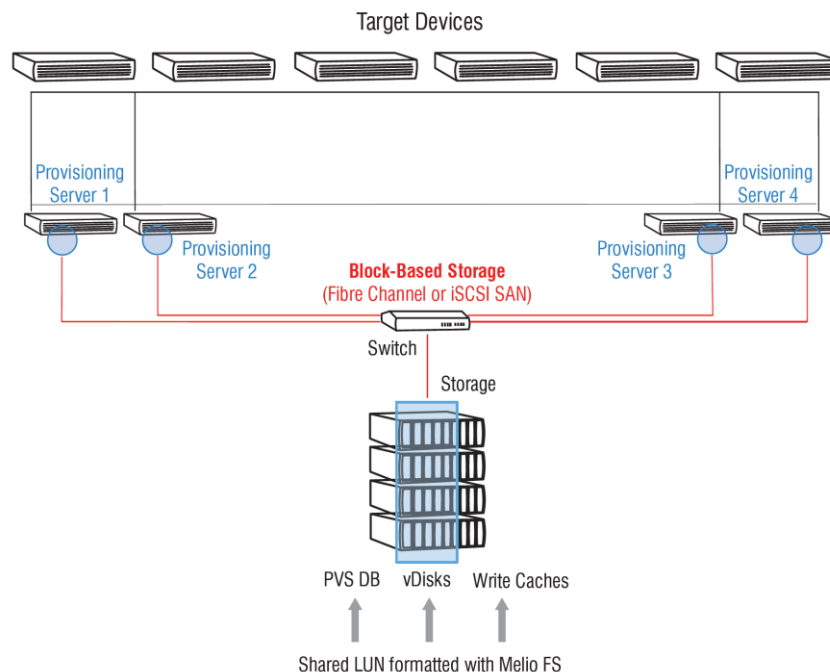 Target Devices
Provisioning
Server 1
Provisioning
Server 4
Provisioning
Server 2
Provisioning
Server 3
Block-Based Storage
(Fibre Channel or iSCSI SAN)
Switch
Storage
PVS DB
vDisks
Write Caches
Shared LUN formatted with Melio FS